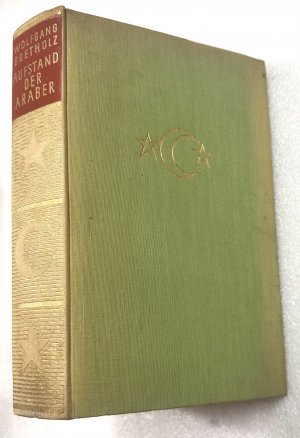 WOLFGANG
BRETHOLZ
AUFSTAND
DER
ARABER